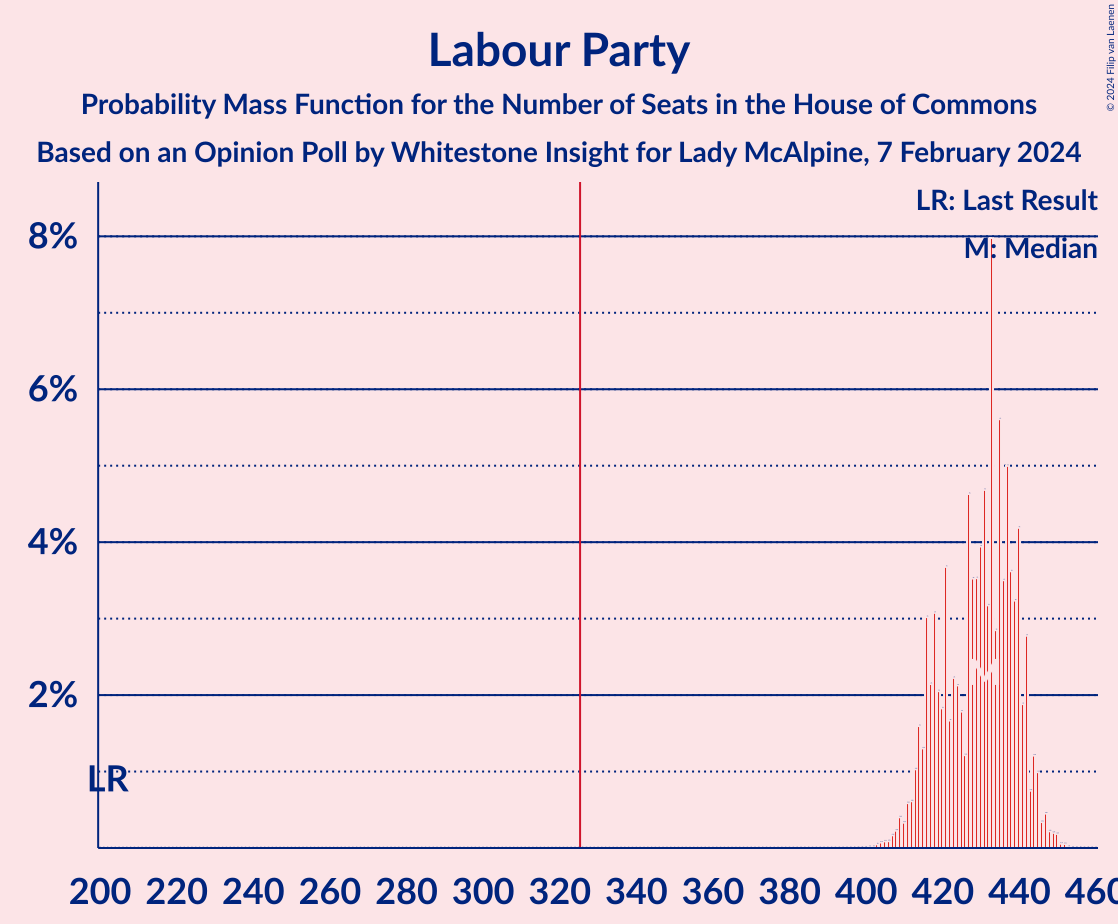 Labour Party
Probability Mass Function for the Number of Seats in the House of Commons
Based on an Opinion Poll by Whitestone Insight for Lady McAlpine, 7 February 2024
© 2024 Filip van Laenen
LR: Last Result
M: Median
8%
6%
4%
2%
LR
200 220 240 260 280 300 320 340 360 380 400 420 440 460